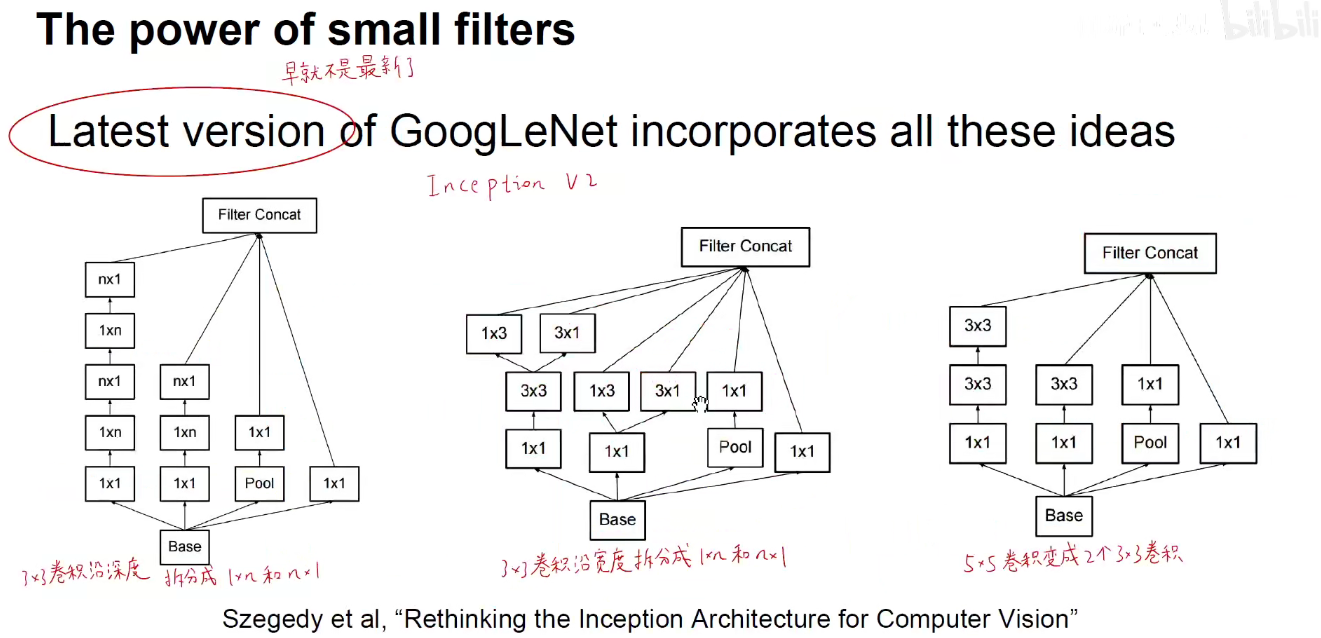 The power of small filters
bilibili
早就不是最新了
Latest version of GoogLeNet incorporates all these ideas
Inception V2
Filter Concat
nx1
1xn
nx1 nx1
1xn 1xn 1x1
1x1 1x1 Pool 1x1
Base
3×3卷积沿深度 拆分成 1×n 和 n×1
Filter Concat
1x3 3x1
3x3 1x3 3x1 1x1
1x1 1x1 Pool 1x1
Base
3×3卷积沿宽度拆分成 1×n 和 n×1
Filter Concat
3x3
3x3 3x3 1x1
1x1 1x1 Pool 1x1
Base
5×5卷积变成2个3×3卷积
Szegedy et al, “Rethinking the Inception Architecture for Computer Vision”